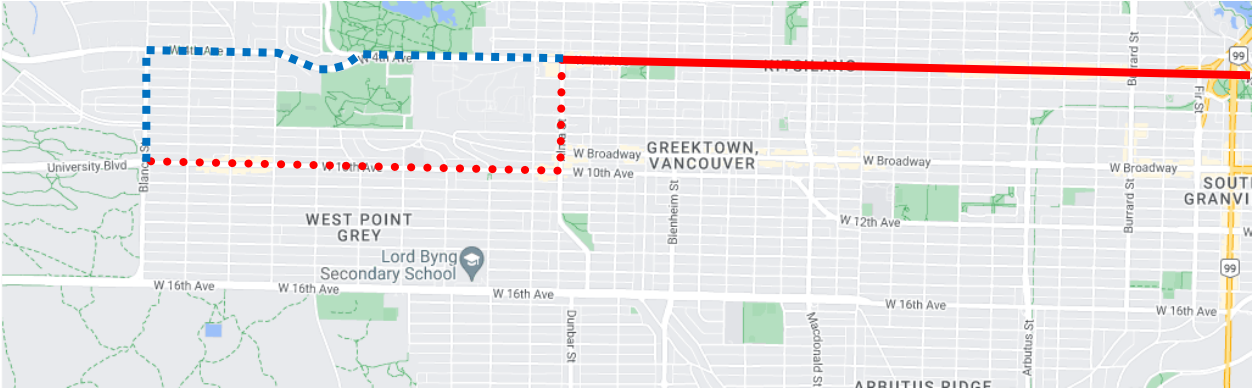 99
W 4th Ave
W 4th Ave
KITSILANO
Burrard St
Fir St
GREEKTOWN,
VANCOUVER
W Broadway
W Broadway
W Broadway
University Blvd
W 10th Ave
W 10th Ave
Blanca St
SOUTH
GRANVI
WEST POINT
GREY
Blenheim St
Burrard St
W 12th Ave
Lord Byng
Secondary School
99
W 16th Ave
W 16th Ave
W 16th Ave
W 16th Ave
W 16th Ave
Dunbar St
Macdonald St
Arbutus St
ARBUTUS RIDGE